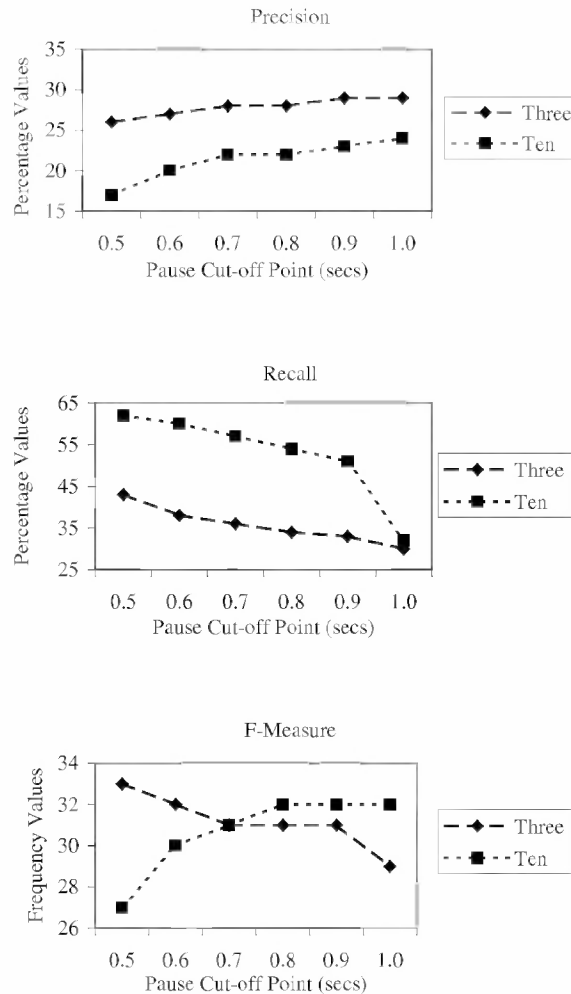 Precision
Percentage Values
35
30
25
20
15
0.5 0.6 0.7 0.8 0.9 1.0
Pause Cut-off Point (secs)
Three
Ten
Recall
Percentage Values
65
55
45
35
25
0.5 0.6 0.7 0.8 0.9 1.0
Pause Cut-off Point (secs)
Three
Ten
F-Measure
Frequency Values
34
32
30
28
26
0.5 0.6 0.7 0.8 0.9 1.0
Pause Cut-off Point (secs)
Three
Ten